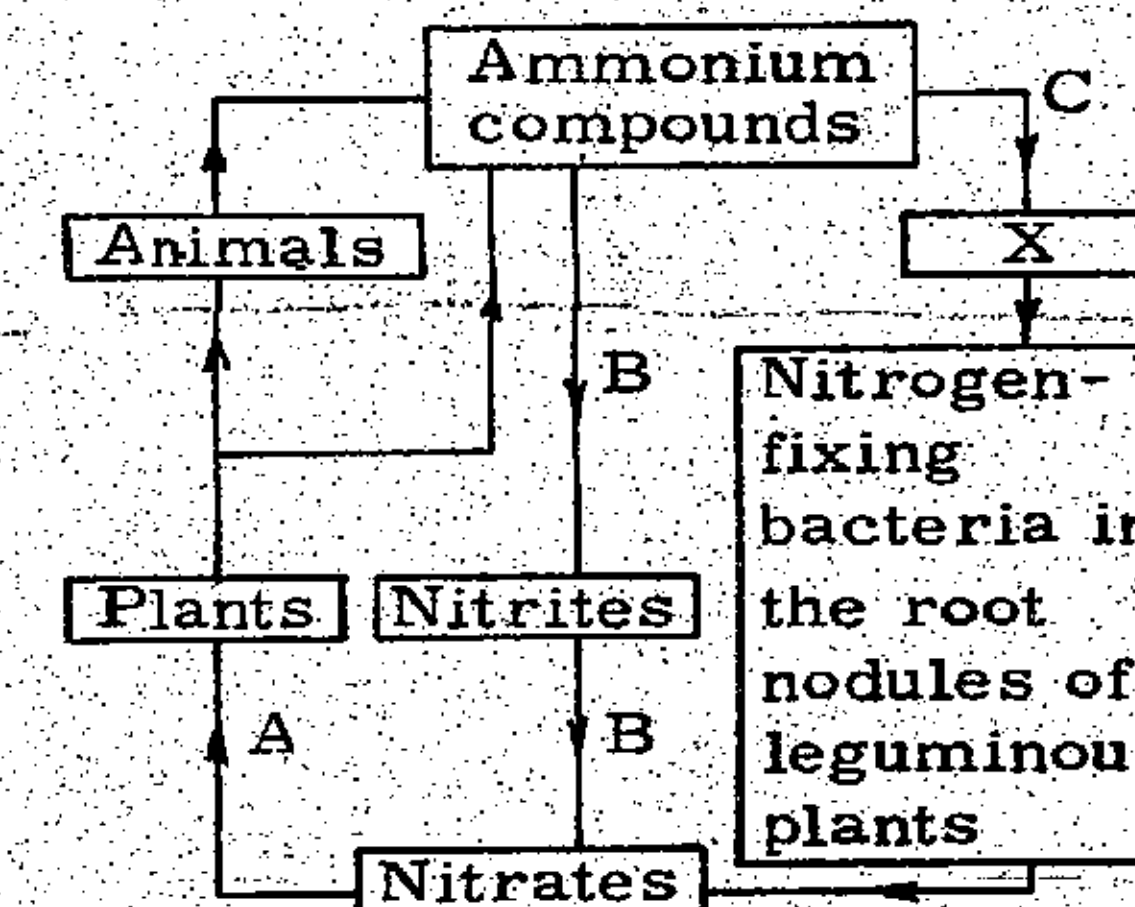 Ammonium
compounds
C
Animals
X
B
Nitrogen-
fixing
bacteria in
the root
nodules of
leguminou
plants
Plants
Nitrites
A
B
Nitrates